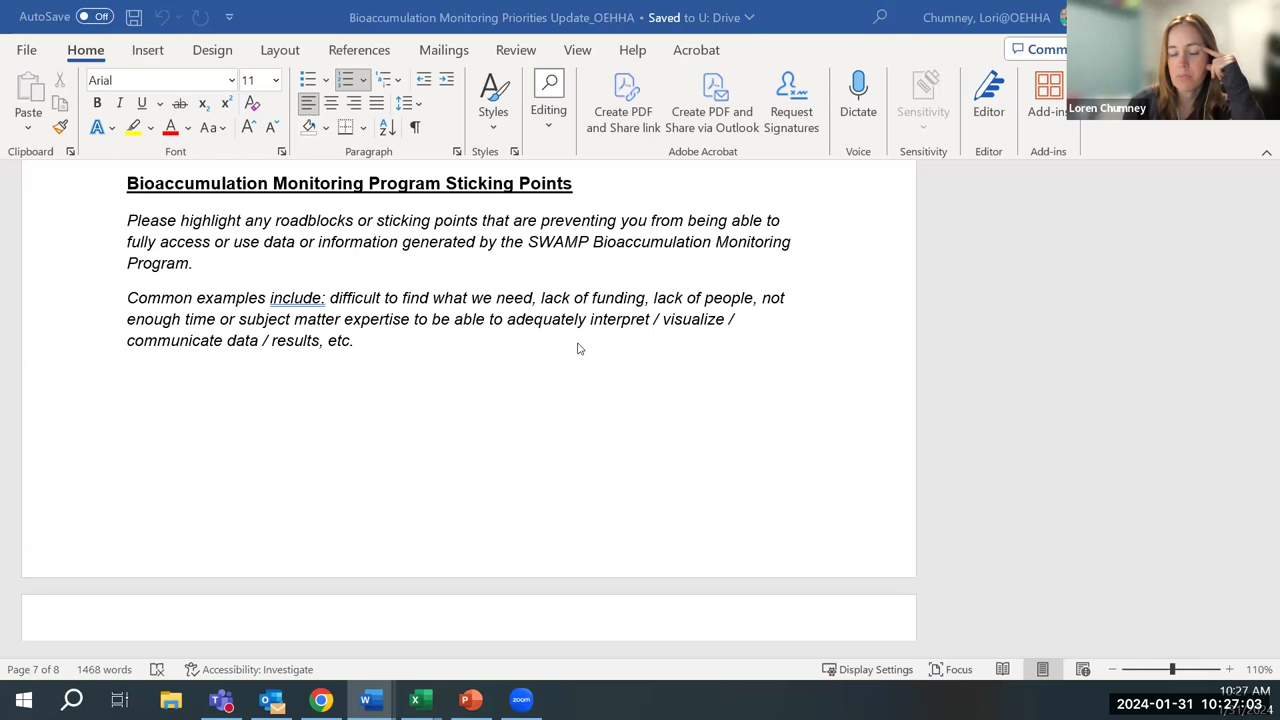 AutoSave Off Bioaccumulation Monitoring Priorities Update_OEHHA • Saved to U: Drive Chumney, Lori@OEHHA
File Home Insert Design Layout References Mailings Review View Help Acrobat Comm
Loren Chumney
Paste
Clipboard
Arial 11
Font
Paragraph
Styles
Styles
Editing
Create PDF and Share link
Create PDF and Share via Outlook
Request Signatures
Adobe Acrobat
Dictate
Voice
Sensitivity
Sensitivity
Editor
Editor
Add-ins
Add-ins
Bioaccumulation Monitoring Program Sticking Points
Please highlight any roadblocks or sticking points that are preventing you from being able to
fully access or use data or information generated by the SWAMP Bioaccumulation Monitoring
Program.
Common examples include: difficult to find what we need, lack of funding, lack of people, not
enough time or subject matter expertise to be able to adequately interpret / visualize /
communicate data / results, etc.
Page 7 of 8 1468 words Accessibility: Investigate Display Settings Focus 110%
zoom
10:27 AM
2024-01-31 10:27:03